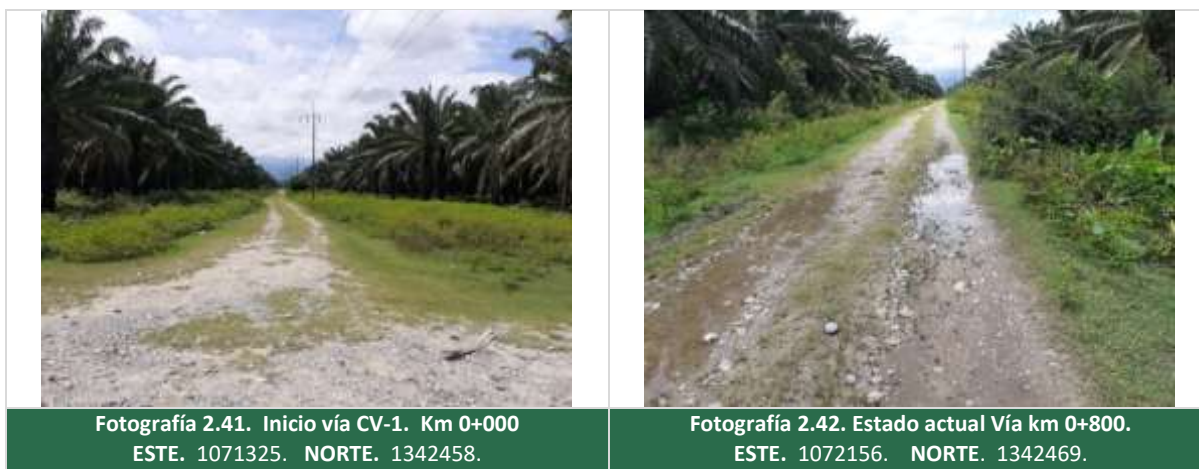 Fotografía 2.41. Inicio vía CV-1. Km 0+000
ESTE. 1071325. NORTE. 1342458.
Fotografía 2.42. Estado actual Vía km 0+800.
ESTE. 1072156. NORTE. 1342469.